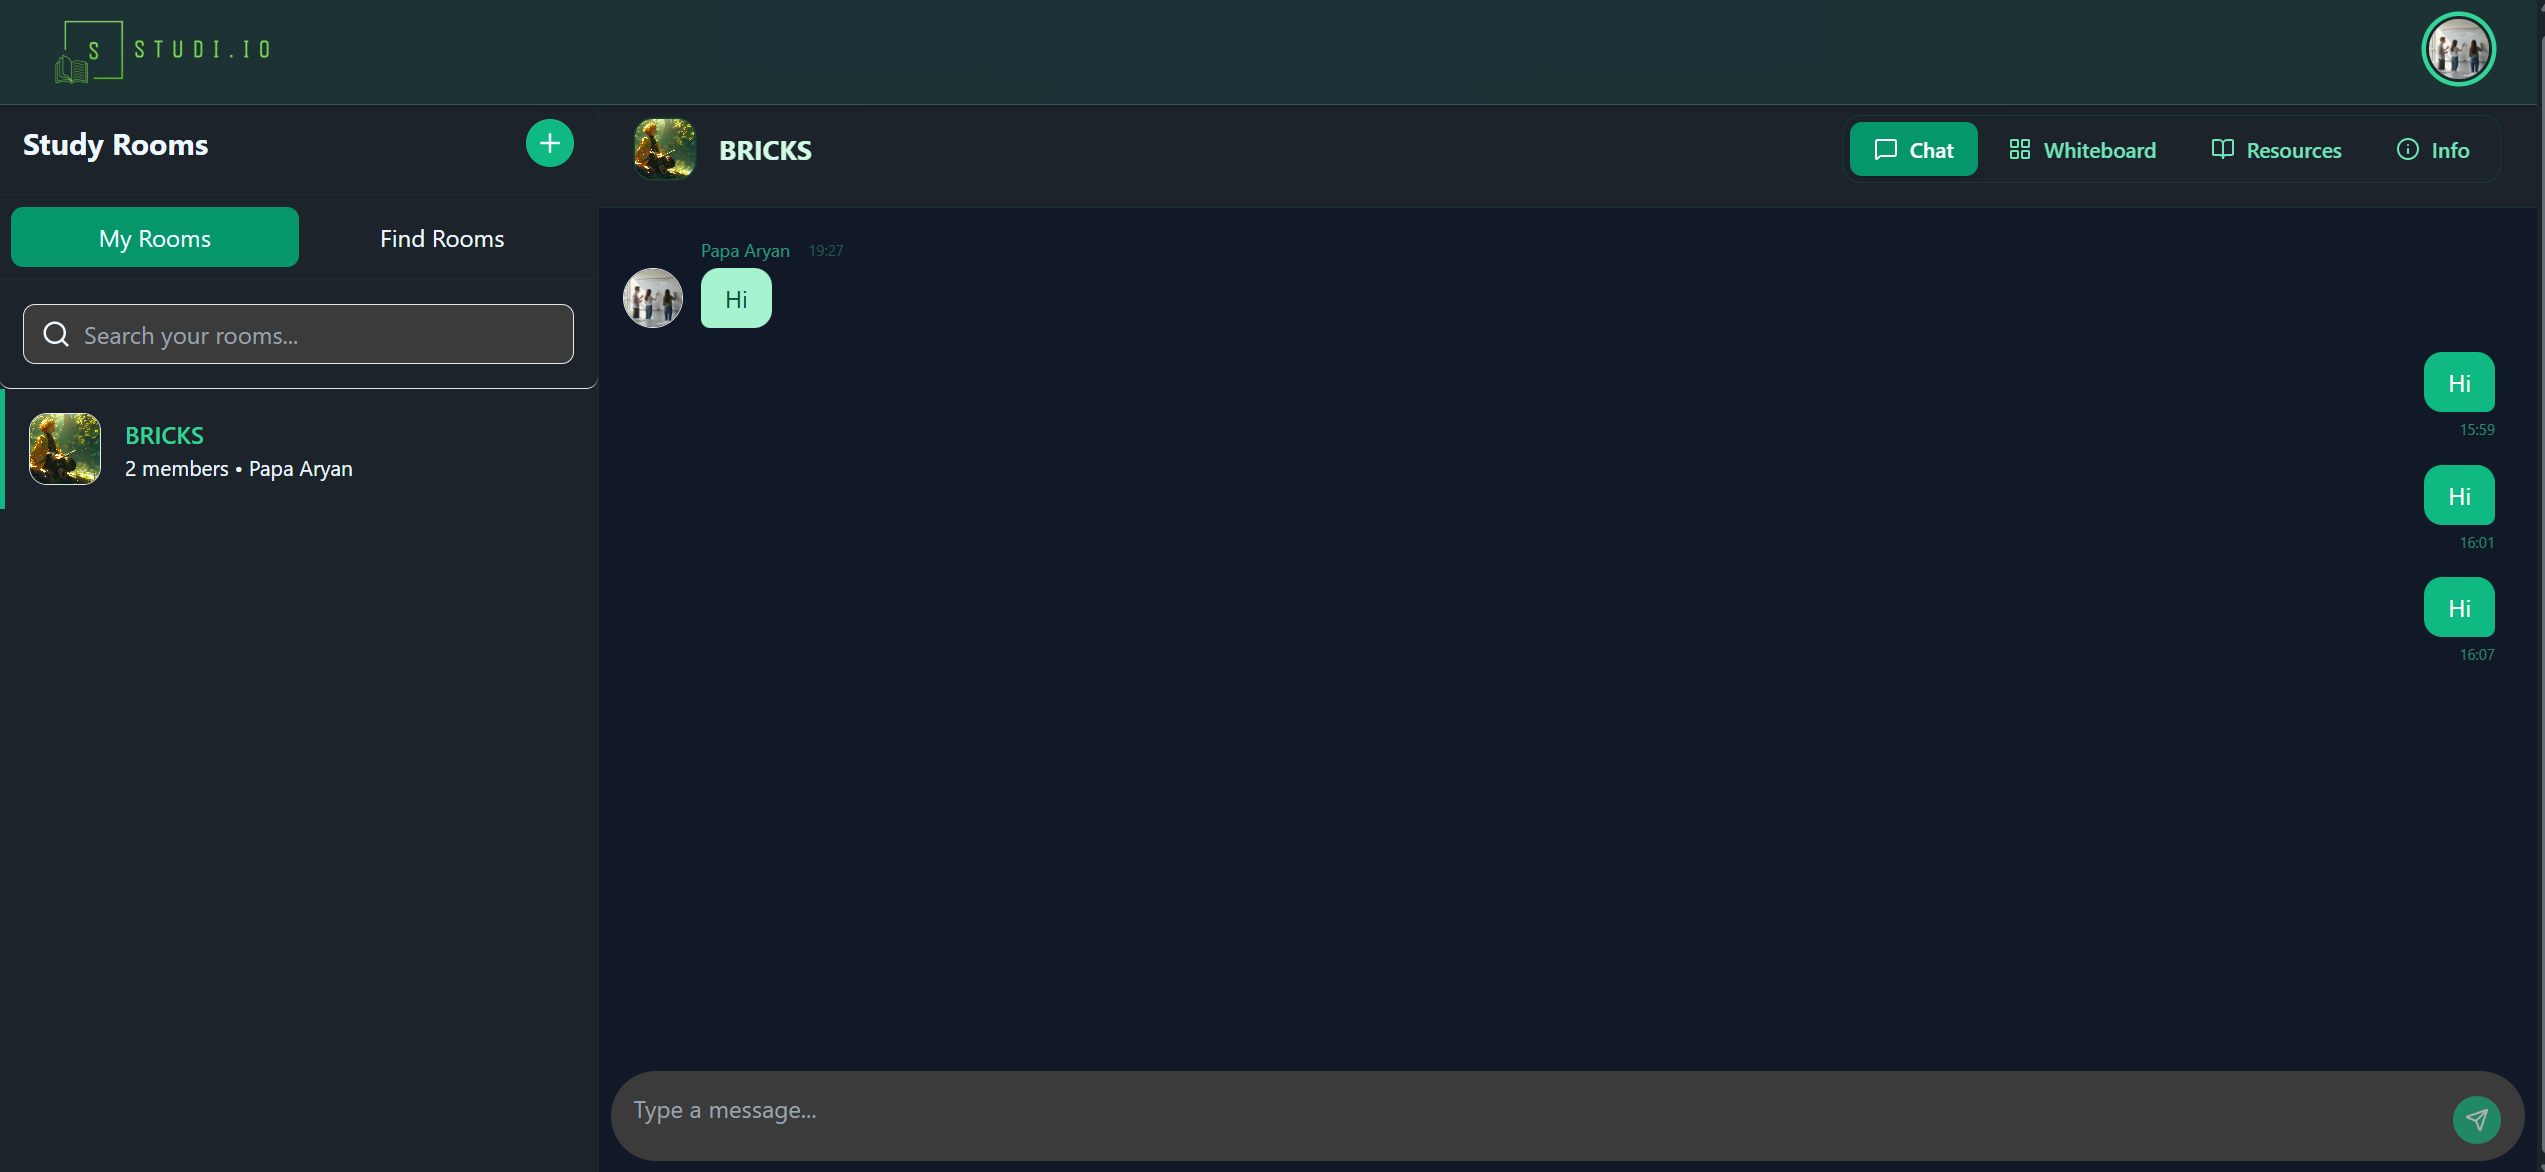 S STUDI.IO
Study Rooms
My Rooms
Find Rooms
Search your rooms...
BRICKS
2 members • Papa Aryan
BRICKS
Chat
Whiteboard
Resources
Info
Papa Aryan 19:27
Hi
Hi
15:59
Hi
16:01
Hi
16:07
Type a message...